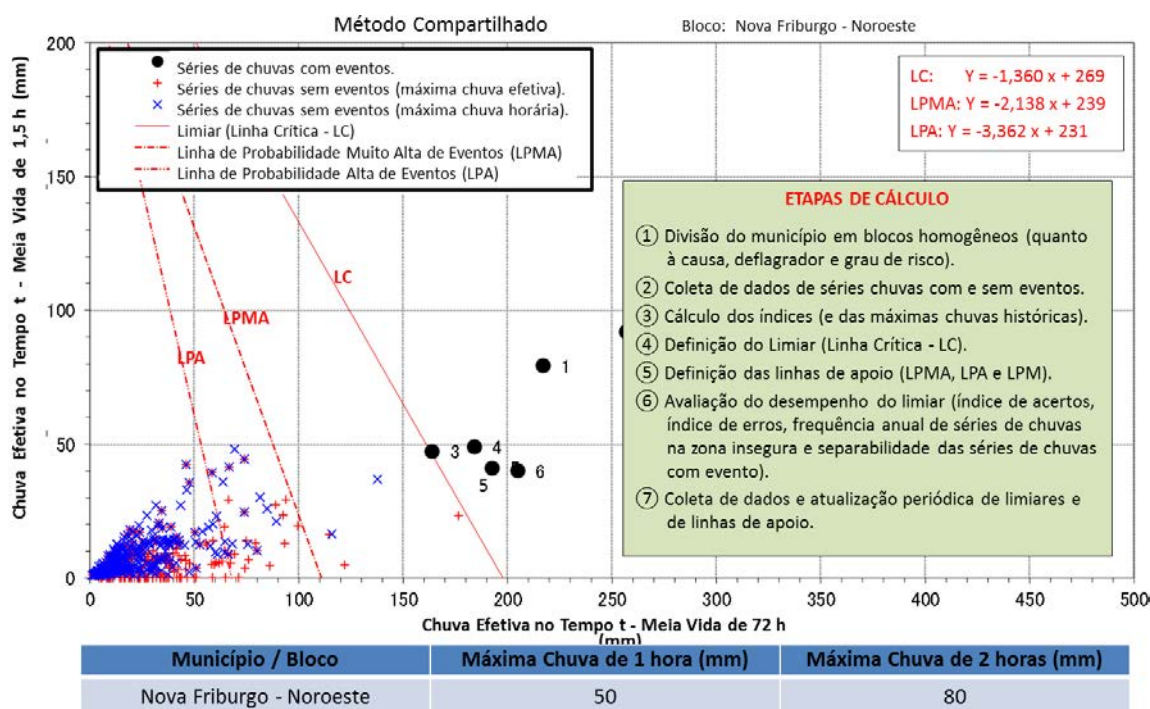 Método Compartilhado
Bloco: Nova Friburgo - Noroeste
Chuva Efetiva no Tempo t - Meia Vida de 1,5 h (mm)
200
150
100
50
0
Séries de chuvas com eventos.
Séries de chuvas sem eventos (máxima chuva efetiva).
Séries de chuvas sem eventos (máxima chuva horária).
Limiar (Linha Crítica - LC)
Linha de Probabilidade Muito Alta de Eventos (LPMA)
Linha de Probabilidade Alta de Eventos (LPA)
LC: Y = -1,360 x + 269
LPMA: Y = -2,138 x + 239
LPA: Y = -3,362 x + 231
LC
LPMA
LPA
1
3
4
5
6
ETAPAS DE CÁLCULO
1 Divisão do município em blocos homogêneos (quanto
à causa, deflagrador e grau de risco).
2 Coleta de dados de séries chuvas com e sem eventos.
3 Cálculo dos índices (e das máximas chuvas históricas).
4 Definição do Limiar (Linha Crítica - LC).
5 Definição das linhas de apoio (LPMA, LPA e LPM).
6 Avaliação do desempenho do limiar (índice de acertos,
índice de erros, frequência anual de séries de chuvas
na zona insegura e separabilidade das séries de chuvas
com evento).
7 Coleta de dados e atualização periódica de limiares e
de linhas de apoio.
0 50 100 150 200 250 300 350 400 450 500
Chuva Efetiva no Tempo t - Meia Vida de 72 h
(mm)
Município / Bloco Máxima Chuva de 1 hora (mm) Máxima Chuva de 2 horas (mm)
Nova Friburgo - Noroeste 50 80